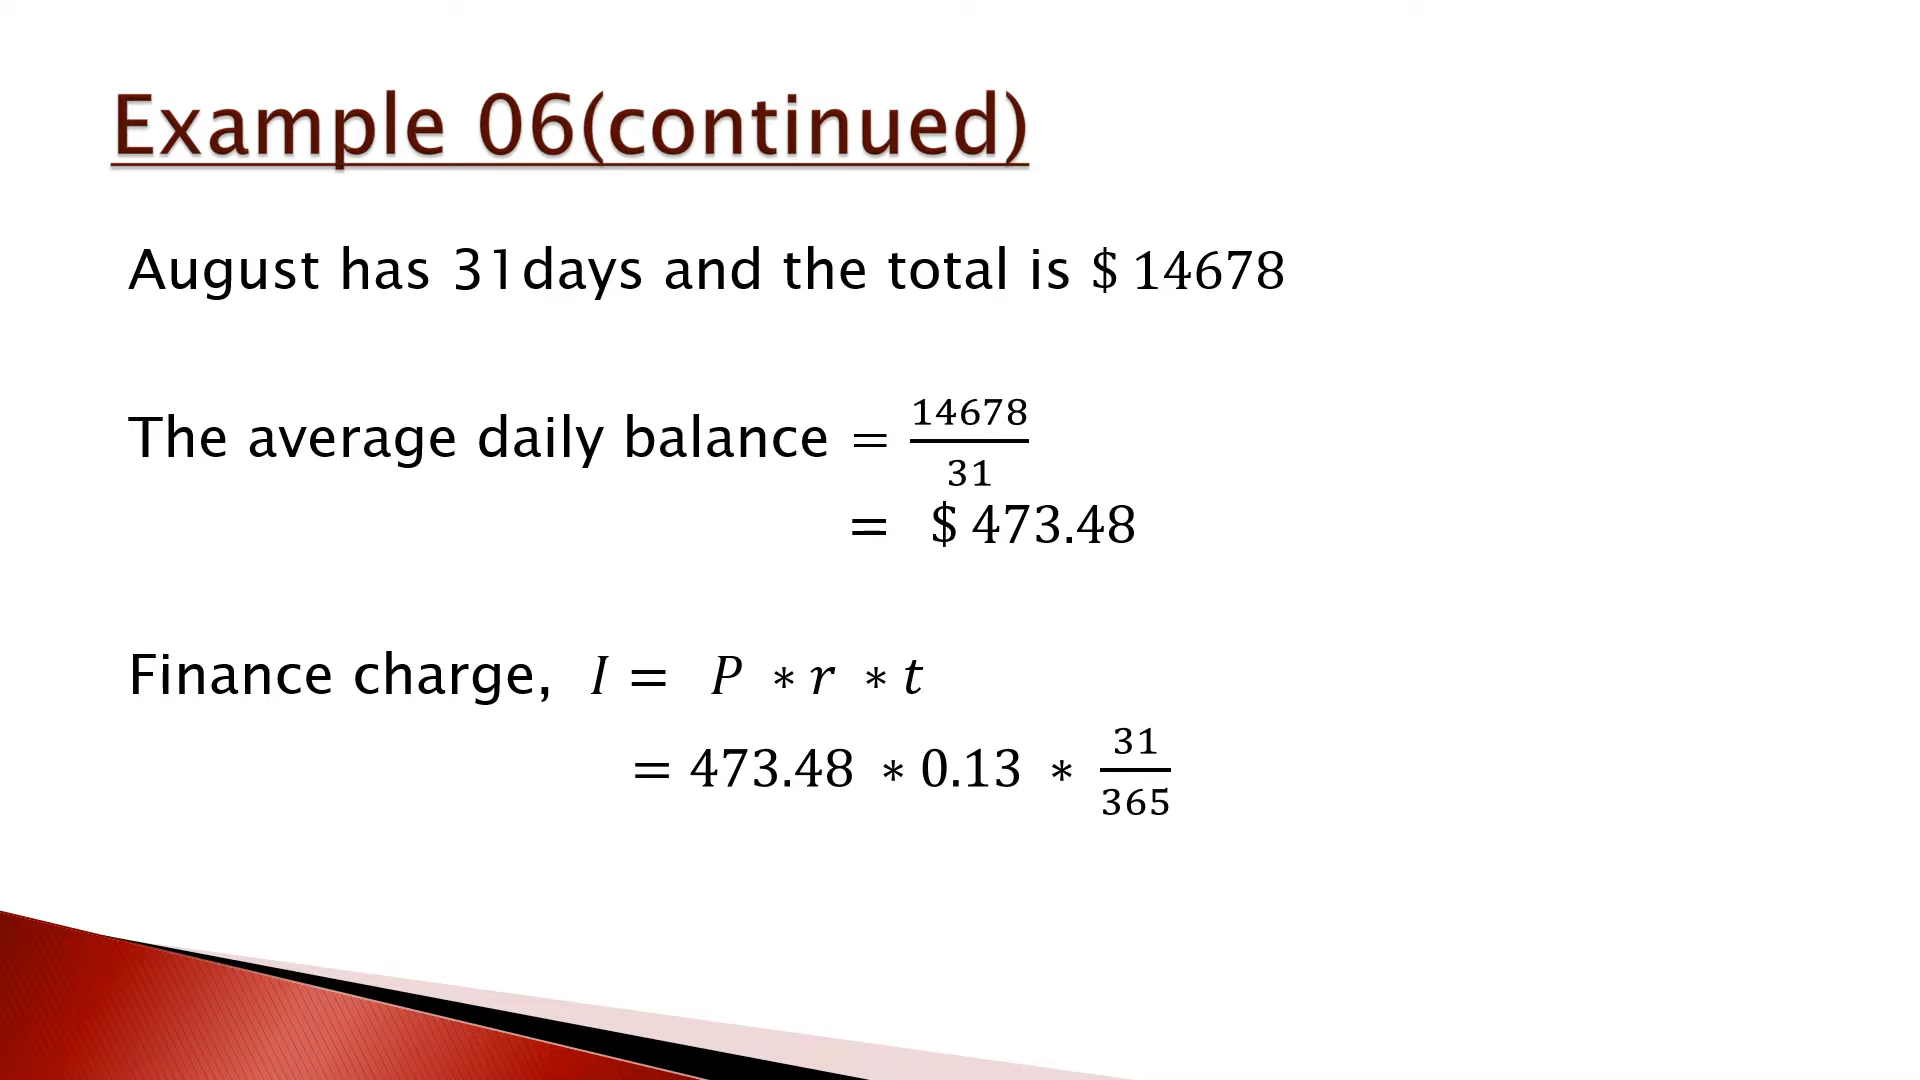 Example 06(continued)
August has 31days and the total is $ 14678
The average daily balance = 14678/31
= $ 473.48
Finance charge, I = P * r * t
= 473.48 * 0.13 * 31/365